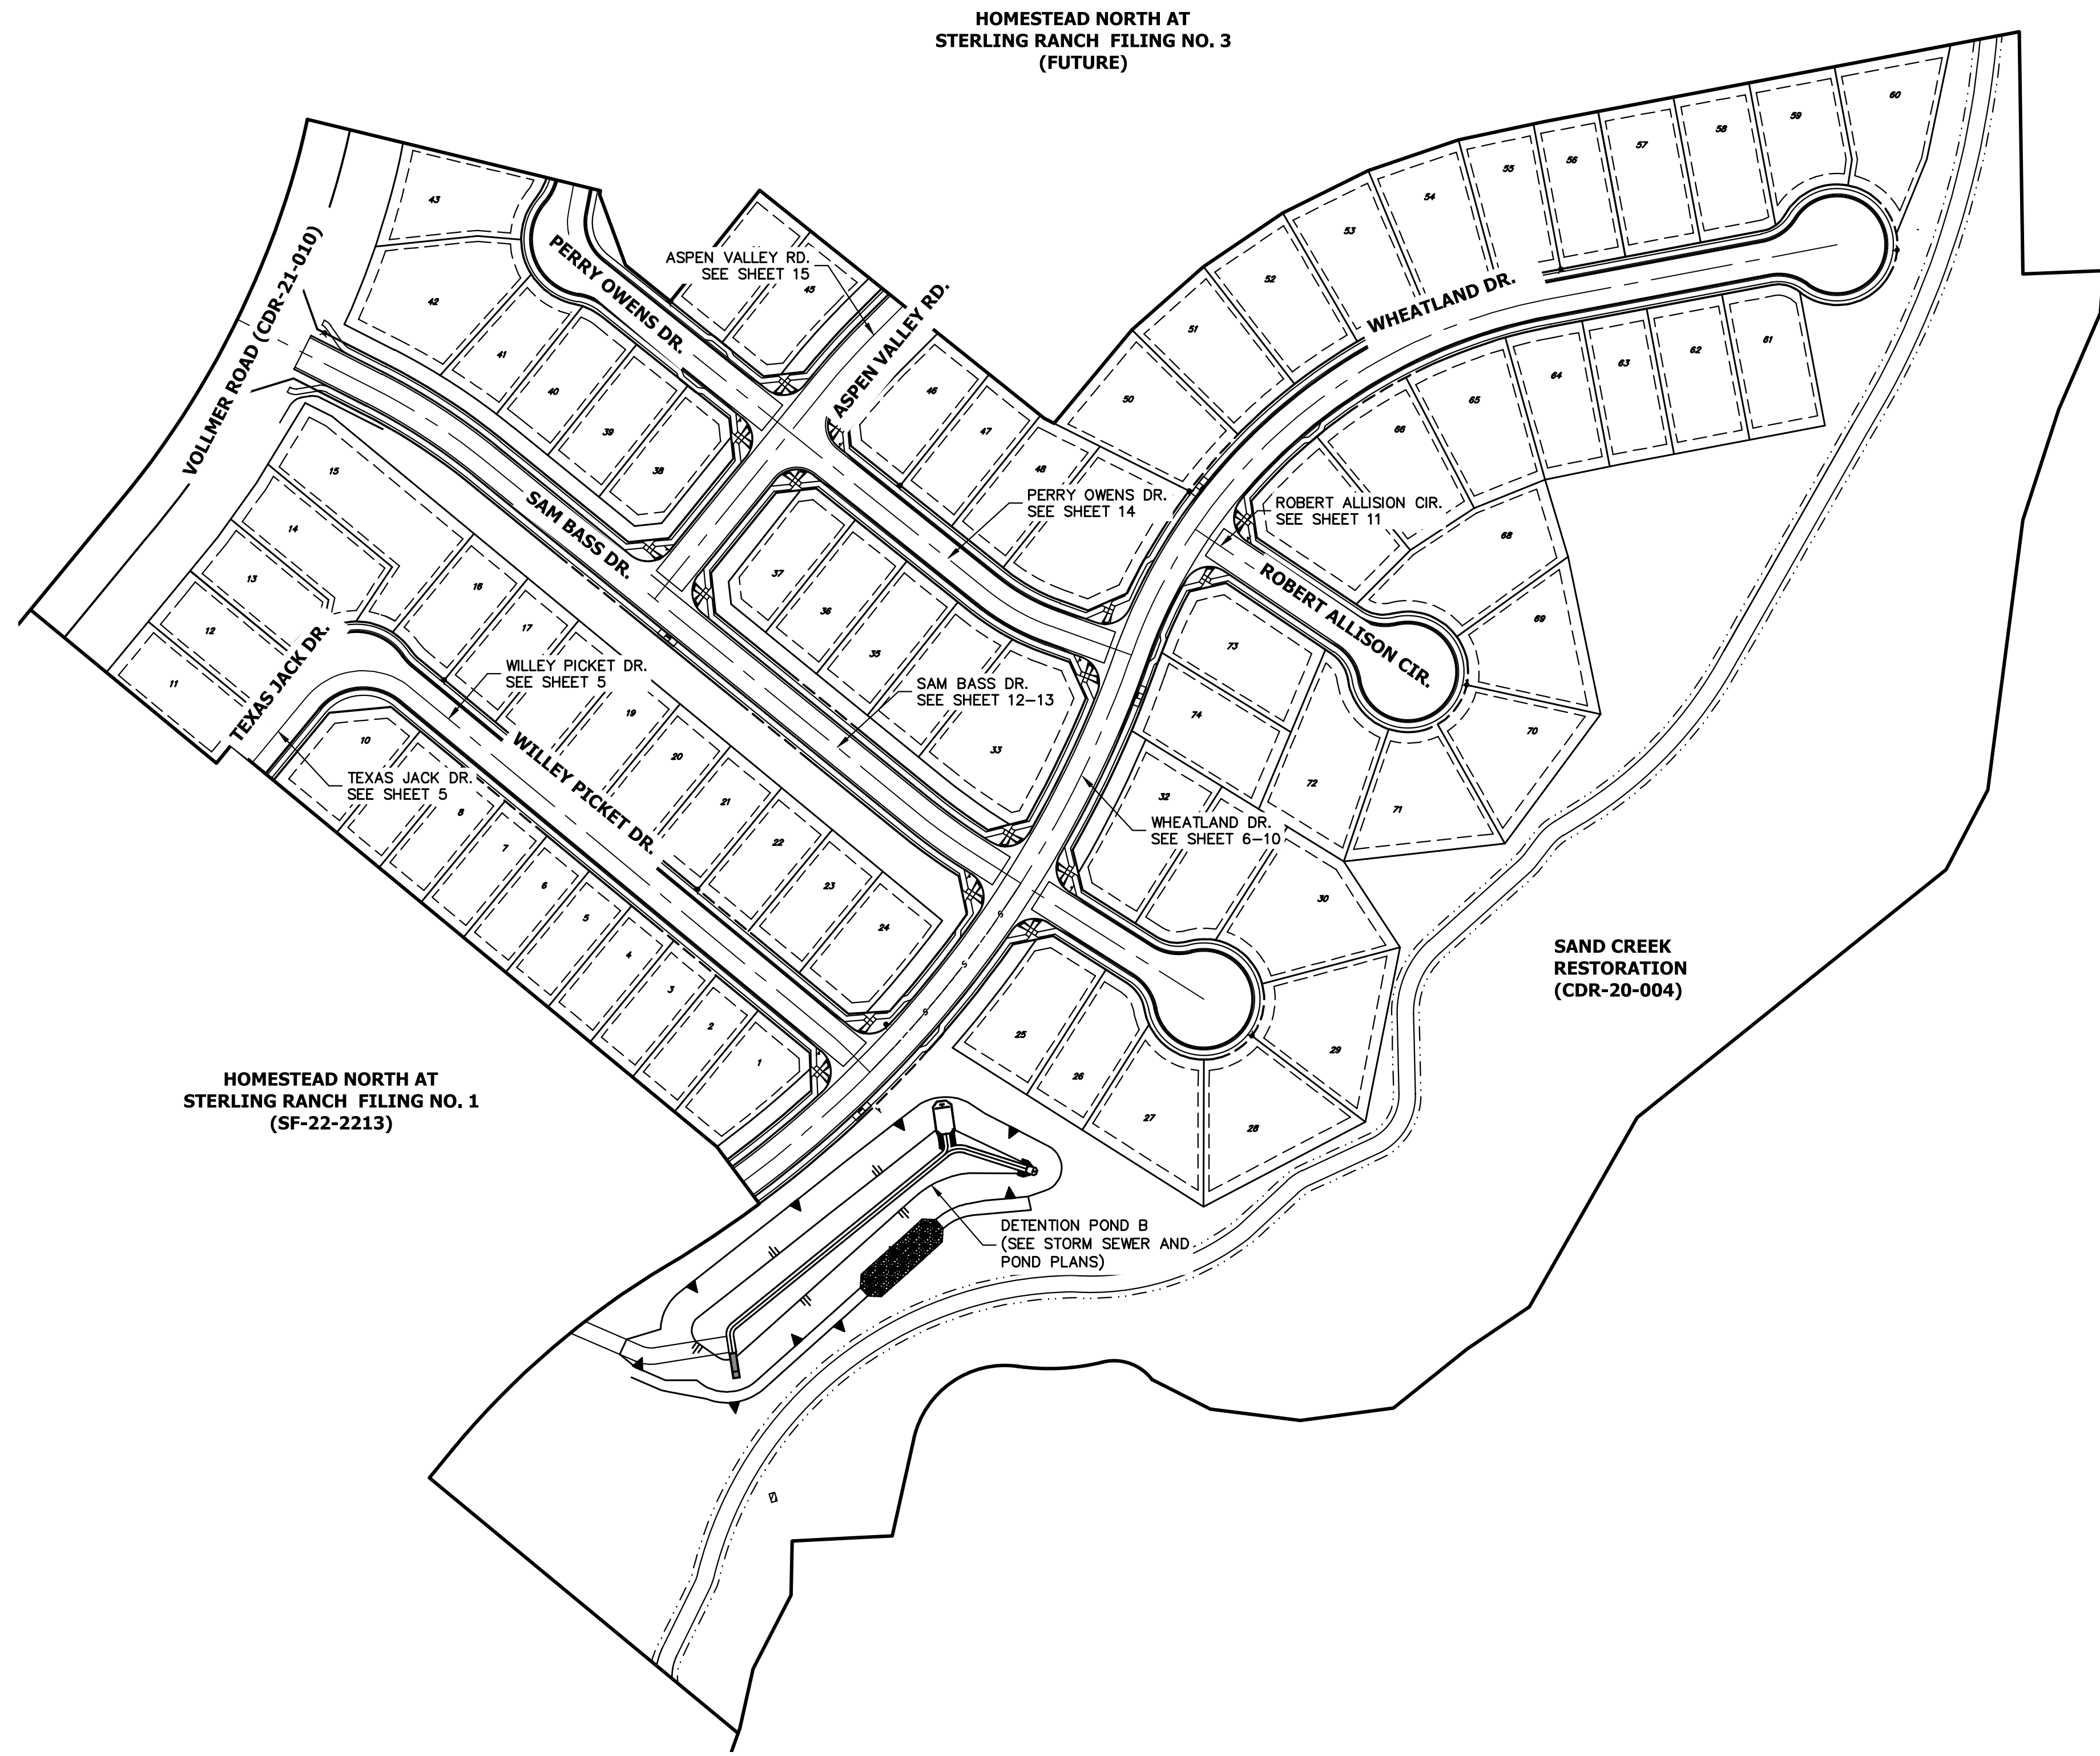 HOMESTEAD NORTH AT
STERLING RANCH FILING NO. 3
(FUTURE)
60
59
58
57
56
55
54
53
52
51
50
43
42
41
40
39
38
PERRY OWENS DR.
ASPEN VALLEY RD.
SEE SHEET 15
45
ASPEN VALLEY RD.
46
47
48
WHEATLAND DR.
61
62
63
64
65
66
VOLLMER ROAD (CDR-21-010)
SAM BASS DR.
PERRY OWENS DR.
SEE SHEET 14
ROBERT ALLISION CIR.
SEE SHEET 11
ROBERT ALLISON CIR.
68
69
70
71
72
73
74
15
14
13
12
11
TEXAS JACK DR.
16
17
WILLEY PICKET DR.
SEE SHEET 5
19
20
21
22
23
24
37
36
35
33
SAM BASS DR.
SEE SHEET 12-13
10
TEXAS JACK DR.
SEE SHEET 5
WILLEY PICKET DR.
8
7
6
5
4
3
2
1
32
WHEATLAND DR.
SEE SHEET 6-10
30
29
28
27
26
25
S
S
S
S
SAND CREEK
RESTORATION
(CDR-20-004)
HOMESTEAD NORTH AT
STERLING RANCH FILING NO. 1
(SF-22-2213)
DETENTION POND B
(SEE STORM SEWER AND
POND PLANS)